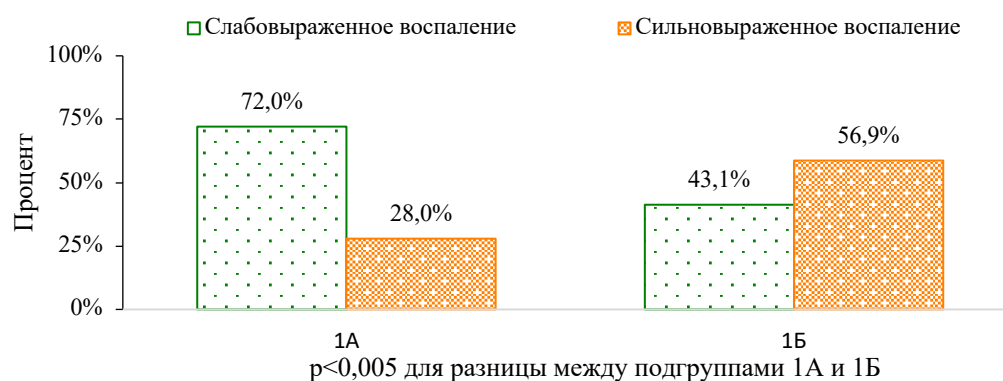 Слабовыраженное воспаление Сильновыраженное воспаление
100%
72,0%
75%
56,9%
43,1%
50%
28,0%
25%
0%
Процент
1А 1Б
p<0,005 для разницы между подгруппами 1А и 1Б